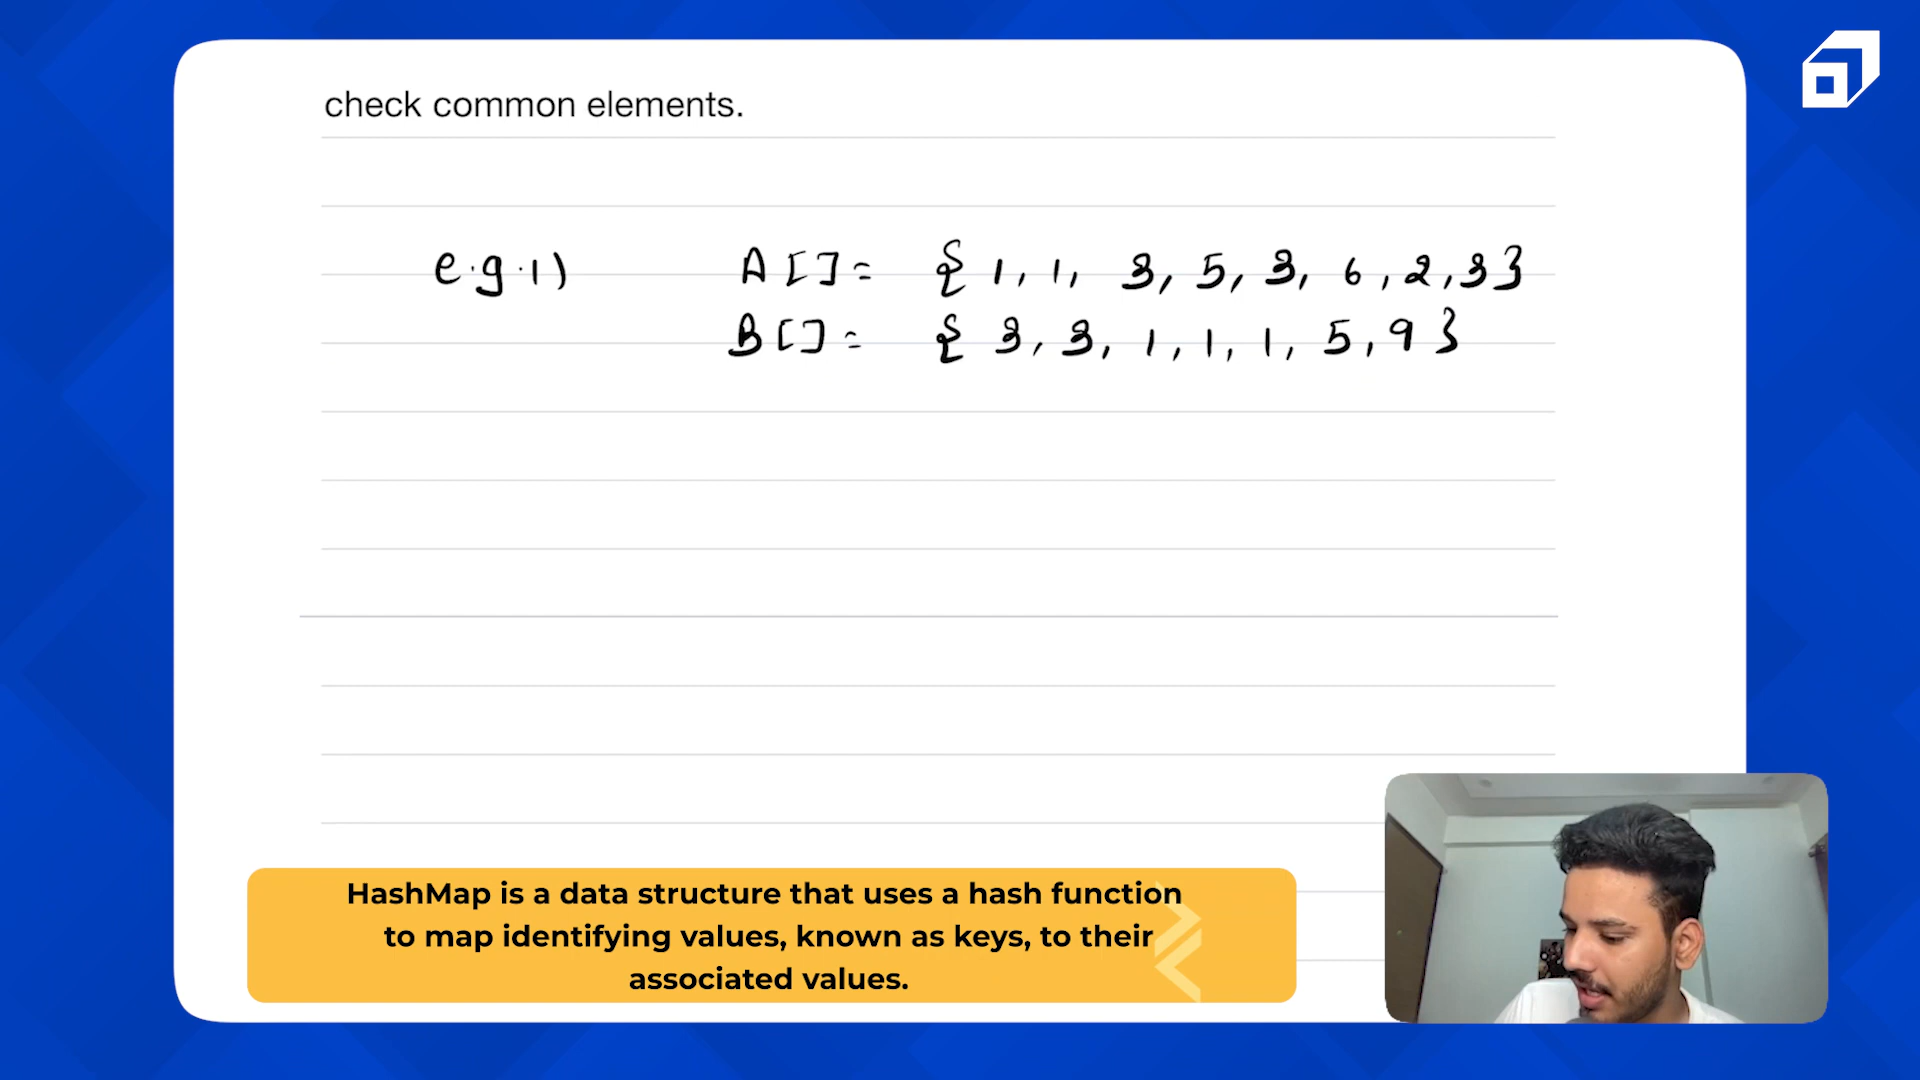 check common elements.
e.g.1) A[]= { 1, 1, 3, 5, 3, 6, 2, 3 }
B[]= { 3, 3, 1, 1, 1, 5, 9 }
HashMap is a data structure that uses a hash function
to map identifying values, known as keys, to their
associated values.